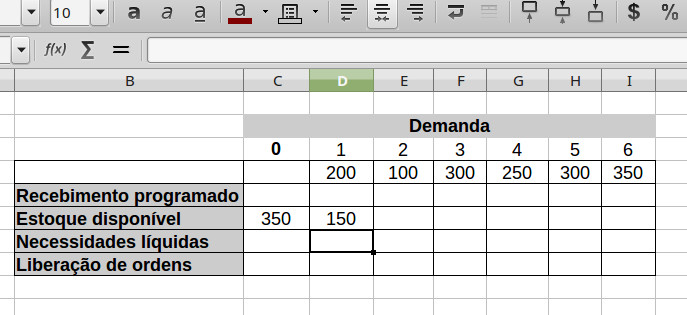 10 a a a a $ %
f(x) Σ =
B C D E F G H I
Demanda
0 1 2 3 4 5 6
200 100 300 250 300 350
Recebimento programado
Estoque disponível 350 150
Necessidades líquidas
Liberação de ordens